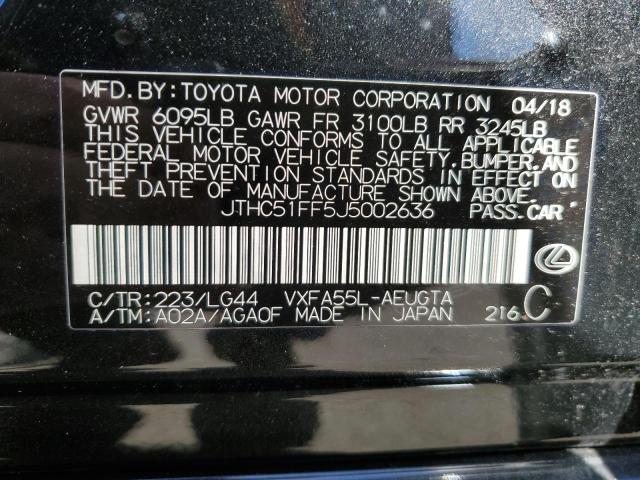 MFD. BY: TOYOTA MOTOR CORPORATION 04/18
GVWR 6095LB GAWR FR 3100LB RR 3245LB
THIS VEHICLE CONFORMS TO ALL APPLICABLE
FEDERAL MOTOR VEHICLE SAFETY, BUMPER, AND
THEFT PREVENTION STANDARDS IN EFFECT ON
THE DATE OF MANUFACTURE SHOWN ABOVE.
JTHC51FF5J5002636 PASS. CAR
C/TR: 223/LG44 VXFA55L-AEUGTA
A/TM: A02A/AGA0F MADE IN JAPAN 216 C